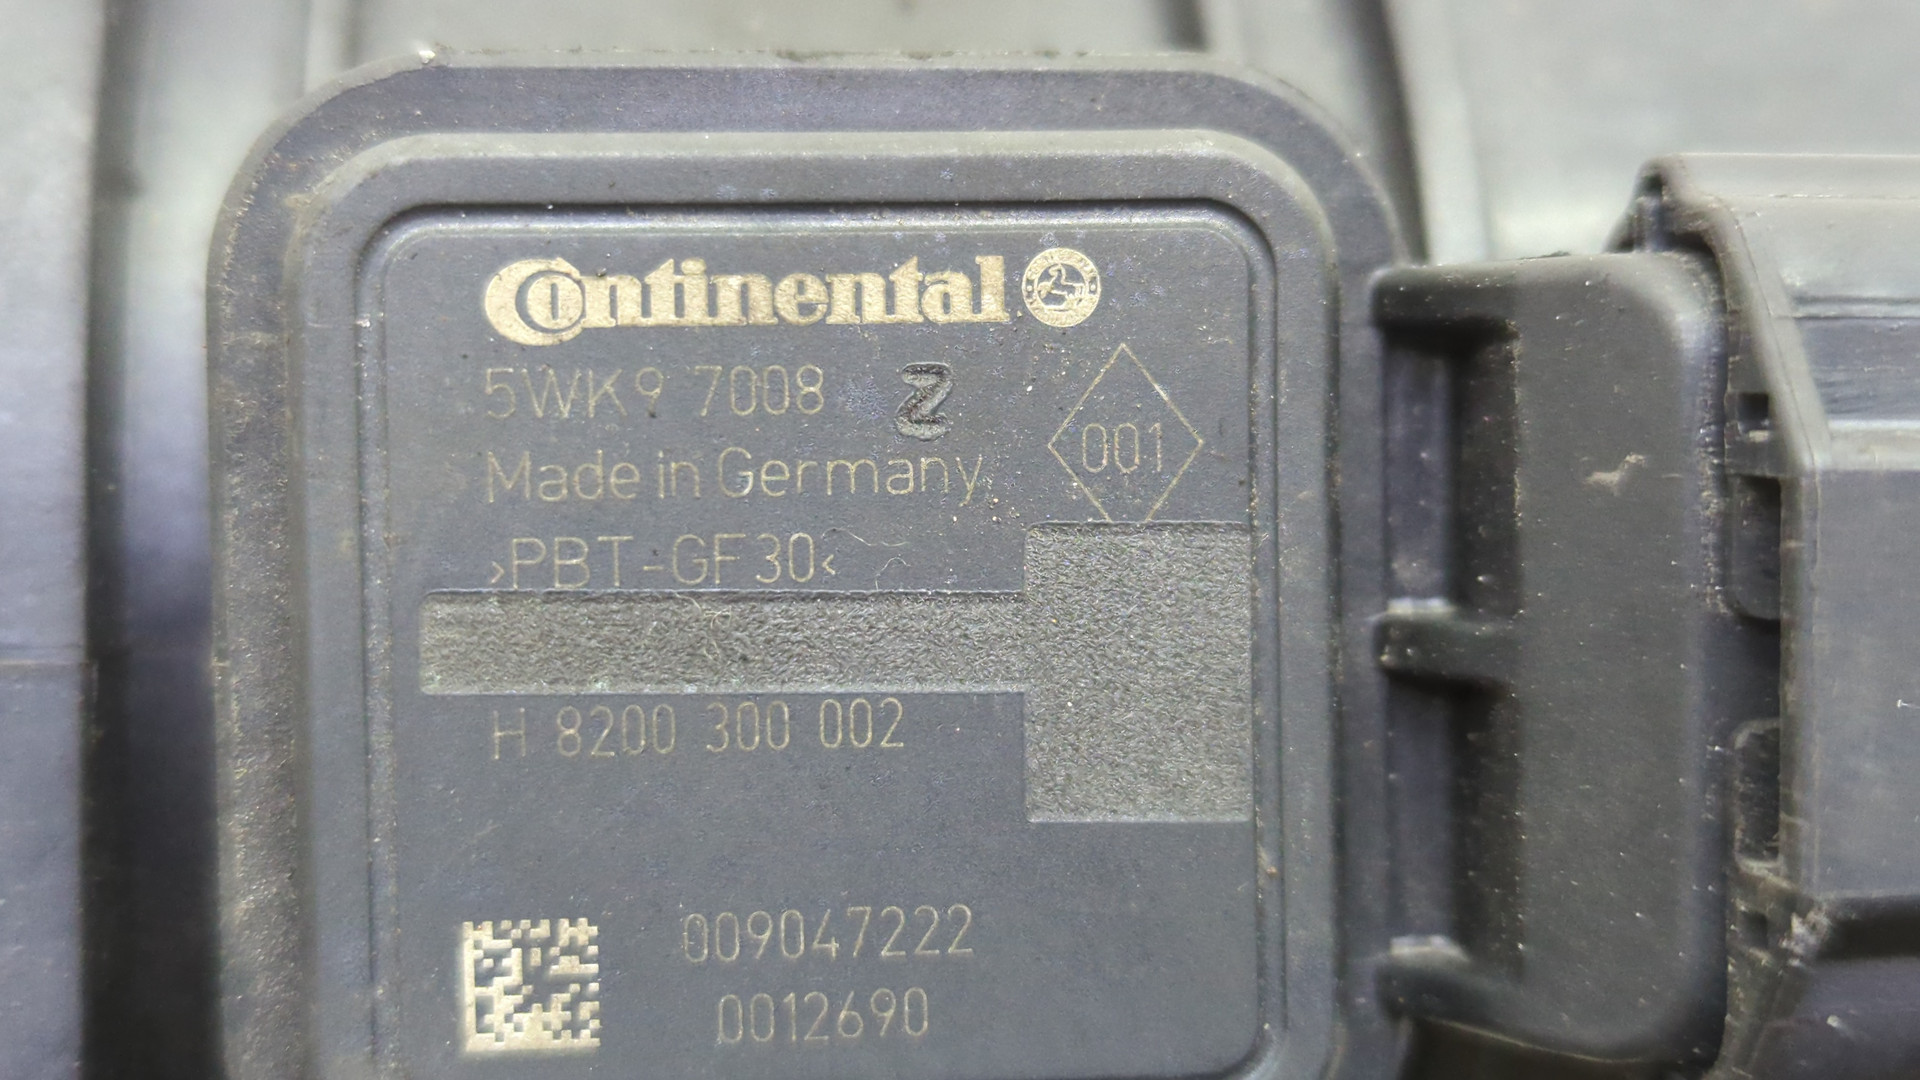 Continental
5WK9 7008 Z
Made in Germany
001
>PBT-GF30<
H 8200 300 002
009047222
0012690